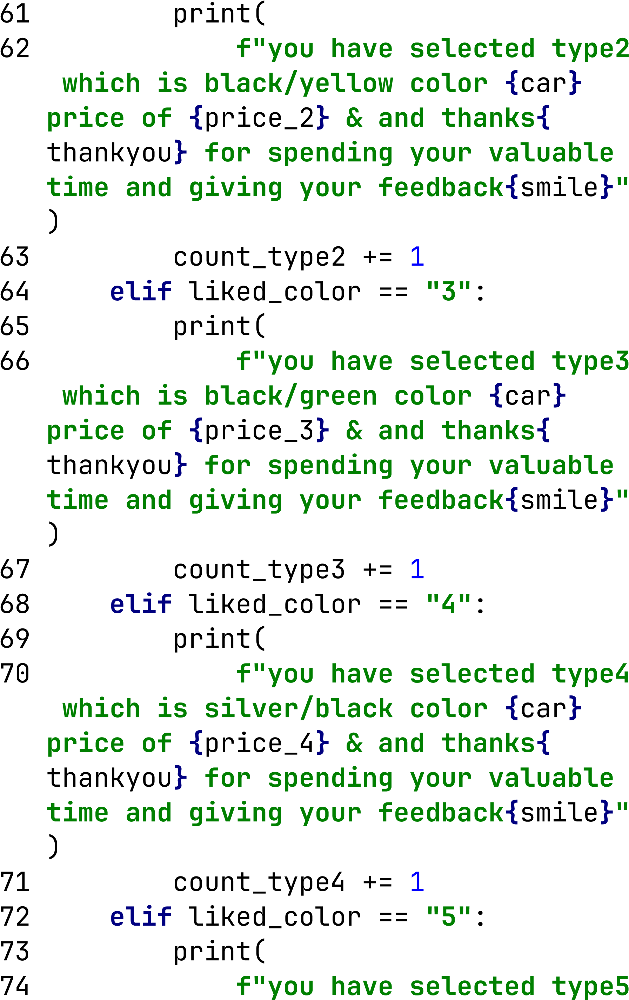 61         print(
62             f"you have selected type2
    which is black/yellow color {car}
   price of {price_2} & and thanks{
   thankyou} for spending your valuable
   time and giving your feedback{smile}"
   )
63         count_type2 += 1
64     elif liked_color == "3":
65         print(
66             f"you have selected type3
    which is black/green color {car}
   price of {price_3} & and thanks{
   thankyou} for spending your valuable
   time and giving your feedback{smile}"
   )
67         count_type3 += 1
68     elif liked_color == "4":
69         print(
70             f"you have selected type4
    which is silver/black color {car}
   price of {price_4} & and thanks{
   thankyou} for spending your valuable
   time and giving your feedback{smile}"
   )
71         count_type4 += 1
72     elif liked_color == "5":
73         print(
74             f"you have selected type5